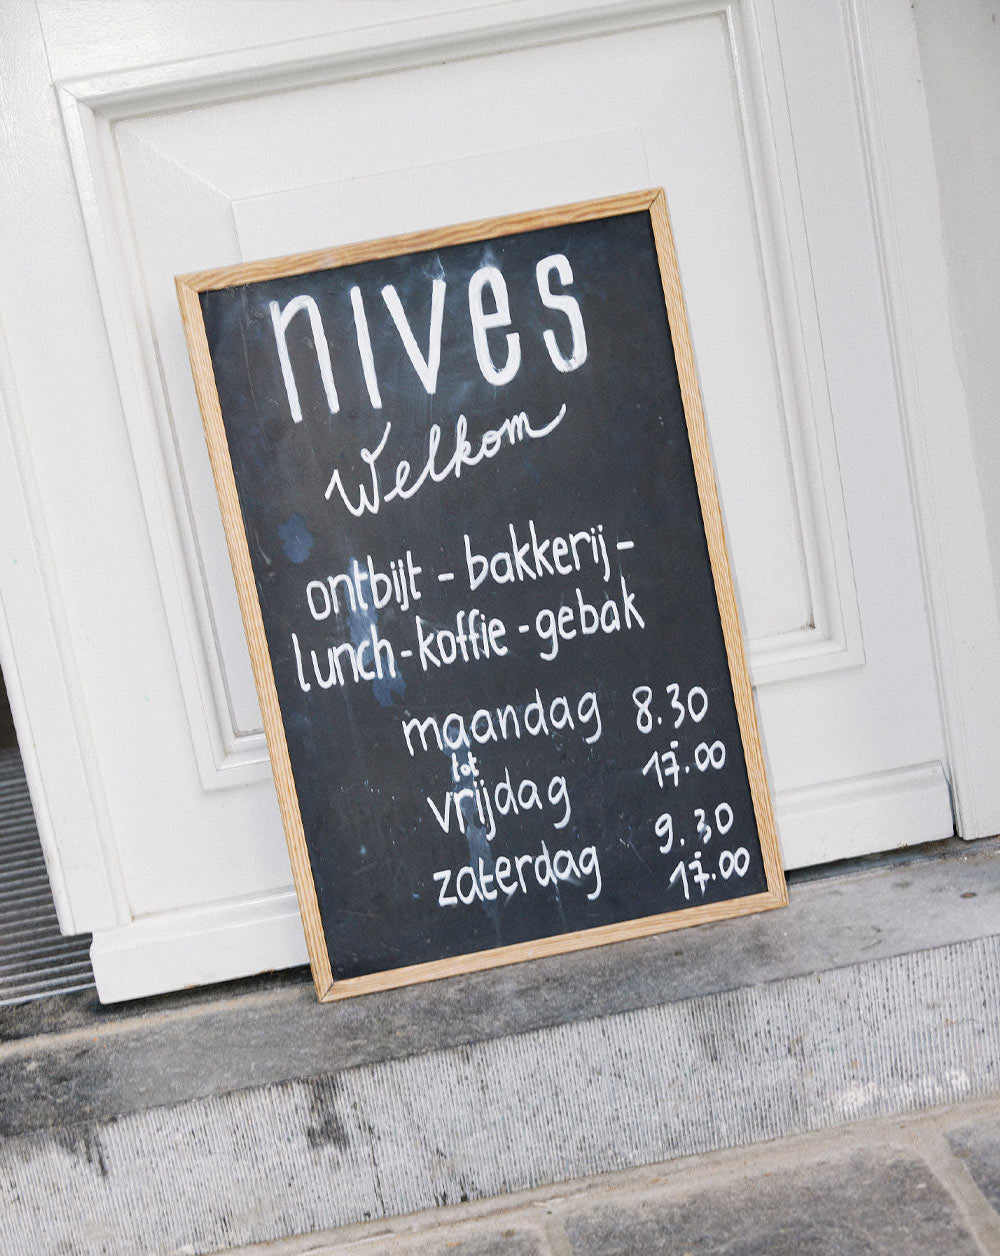 nives
Welkom
ontbijt - bakkerij -
lunch - koffie - gebak
maandag 8.30
tot
vrijdag 17.00
zaterdag 9.30
17.00